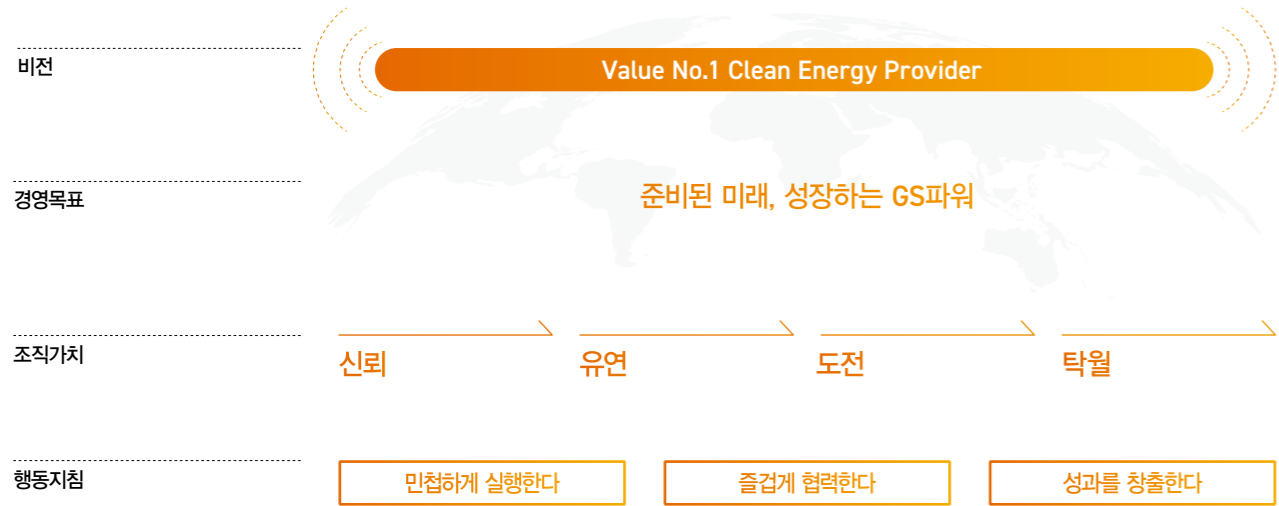 비전
Value No.1 Clean Energy Provider
경영목표
준비된 미래, 성장하는 GS파워
조직가치
신뢰 유연 도전 탁월
행동지침
민첩하게 실행한다 즐겁게 협력한다 성과를 창출한다